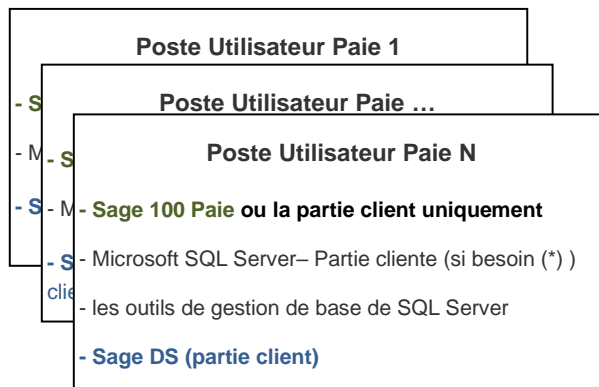 Poste Utilisateur Paie 1
Poste Utilisateur Paie …
Poste Utilisateur Paie N
- Sage 100 Paie ou la partie client uniquement
- Microsoft SQL Server– Partie cliente (si besoin (*) )
- les outils de gestion de base de SQL Server
- Sage DS (partie client)